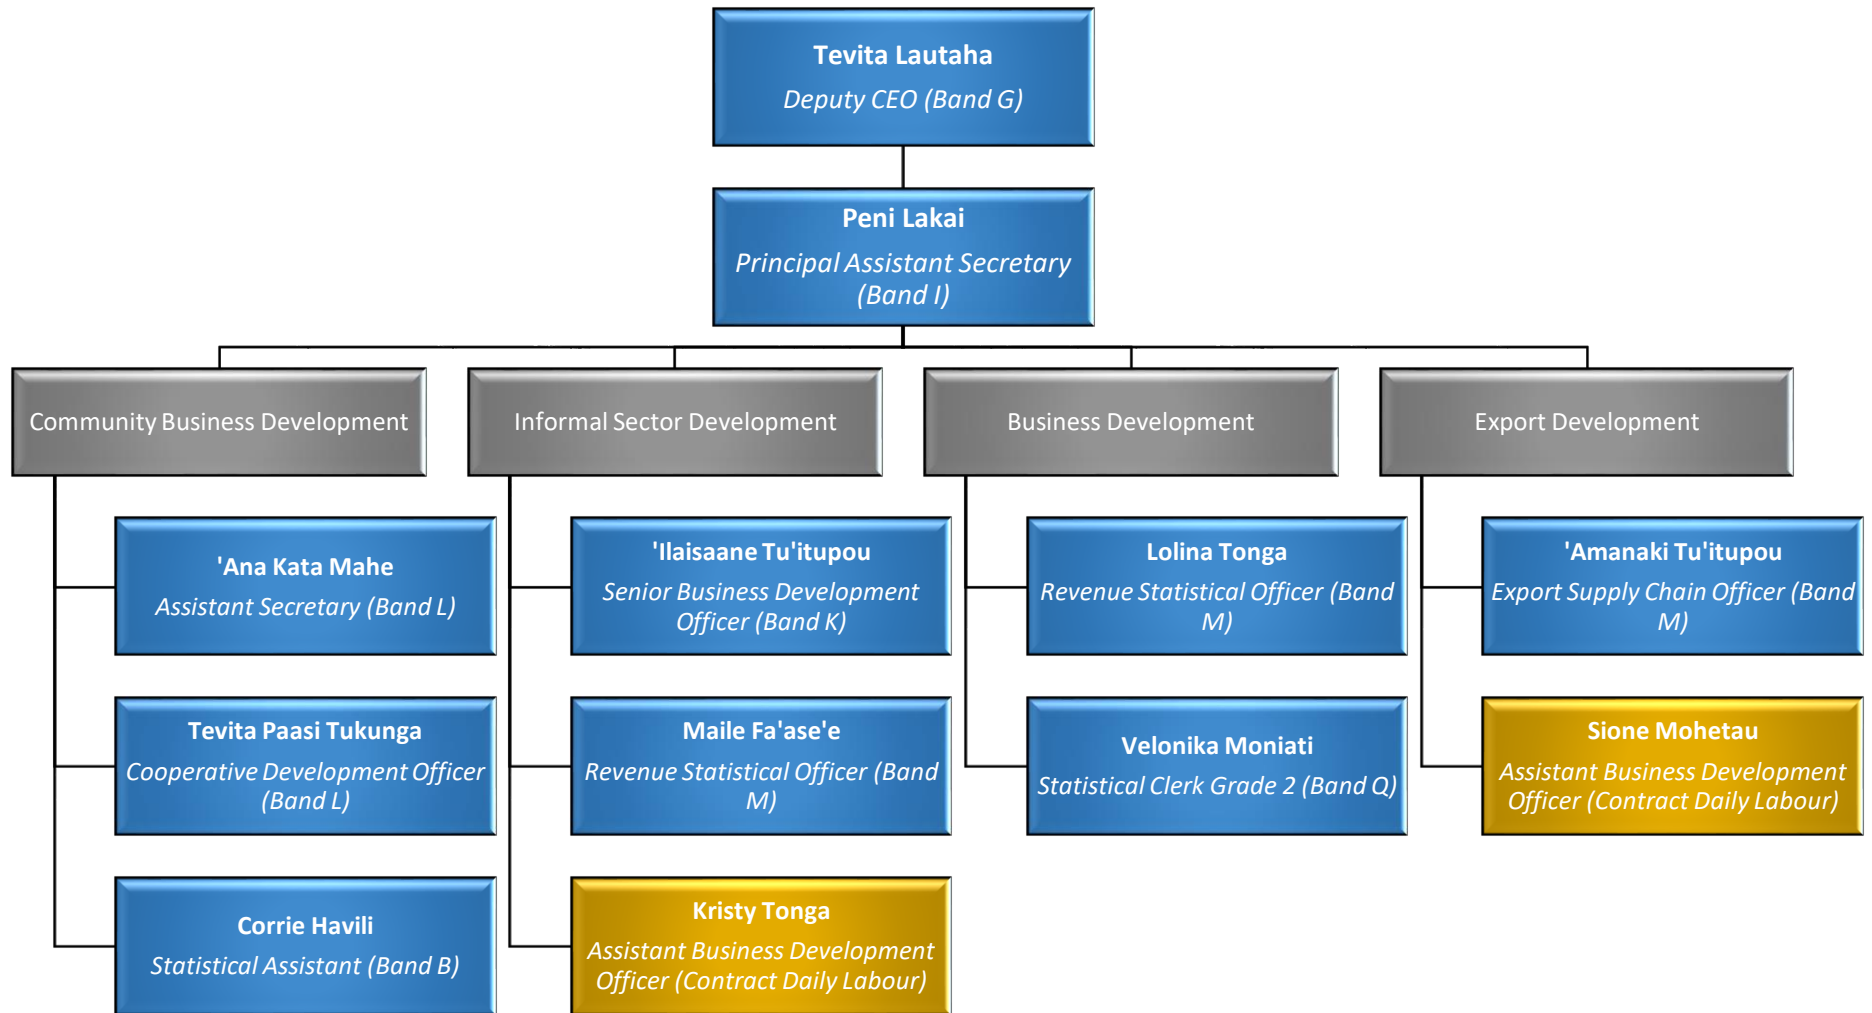 Tevita Lautaha
Deputy CEO (Band G)
Peni Lakai
Principal Assistant Secretary
(Band I)
Community Business Development
Informal Sector Development
Business Development
Export Development
'Ana Kata Mahe
Assistant Secretary (Band L)
Tevita Paasi Tukunga
Cooperative Development Officer
(Band L)
Corrie Havili
Statistical Assistant (Band B)
'Ilaisaane Tu'itupou
Senior Business Development
Officer (Band K)
Maile Fa'ase'e
Revenue Statistical Officer (Band
M)
Kristy Tonga
Assistant Business Development
Officer (Contract Daily Labour)
Lolina Tonga
Revenue Statistical Officer (Band
M)
Velonika Moniati
Statistical Clerk Grade 2 (Band Q)
'Amanaki Tu'itupou
Export Supply Chain Officer (Band
M)
Sione Mohetau
Assistant Business Development
Officer (Contract Daily Labour)